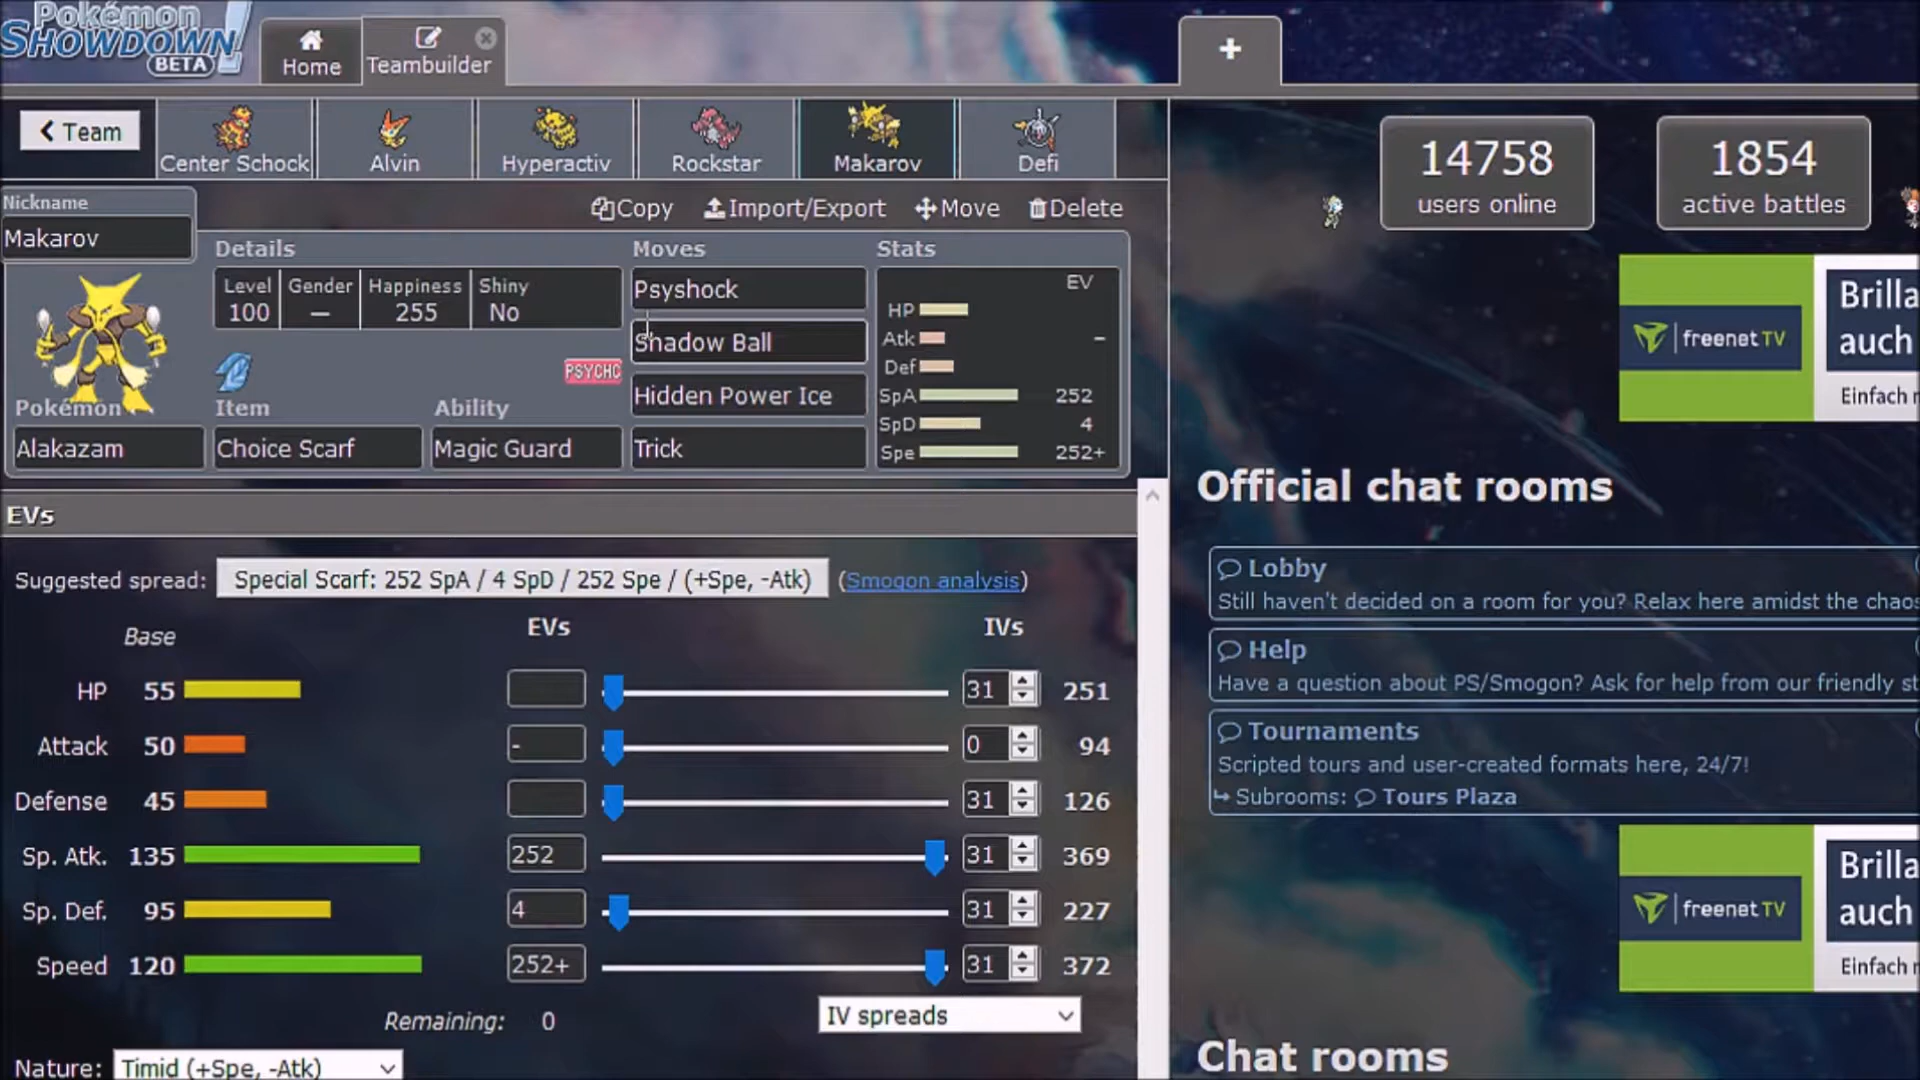 Pokémon
SHOWDOWN!
BETA
Home
Teambuilder
+
Team
Center Schock
Alvin
Hyperactiv
Rockstar
Makarov
Defi
Nickname
Makarov
Copy
Import/Export
Move
Delete
Details
Level
100
Gender
—
Happiness
255
Shiny
No
PSYCHC
Pokémon
Alakazam
Item
Choice Scarf
Ability
Magic Guard
Moves
Psyshock
Shadow Ball
Hidden Power Ice
Trick
Stats
EV
HP
Atk –
Def
SpA 252
SpD 4
Spe 252+
EVs
Suggested spread: Special Scarf: 252 SpA / 4 SpD / 252 Spe / (+Spe, -Atk) (Smogon analysis)
Base EVs IVs
HP 55 31 251
Attack 50 - 0 94
Defense 45 31 126
Sp. Atk. 135 252 31 369
Sp. Def. 95 4 31 227
Speed 120 252+ 31 372
Remaining: 0
IV spreads
Nature: Timid (+Spe, -Atk)
14758
users online
1854
active battles
freenet TV
Brilla
auch
Einfach
Official chat rooms
Lobby
Still haven't decided on a room for you? Relax here amidst the chaos
Help
Have a question about PS/Smogon? Ask for help from our friendly st
Tournaments
Scripted tours and user-created formats here, 24/7!
Subrooms: Tours Plaza
freenet TV
Brilla
auch
Einfach
Chat rooms